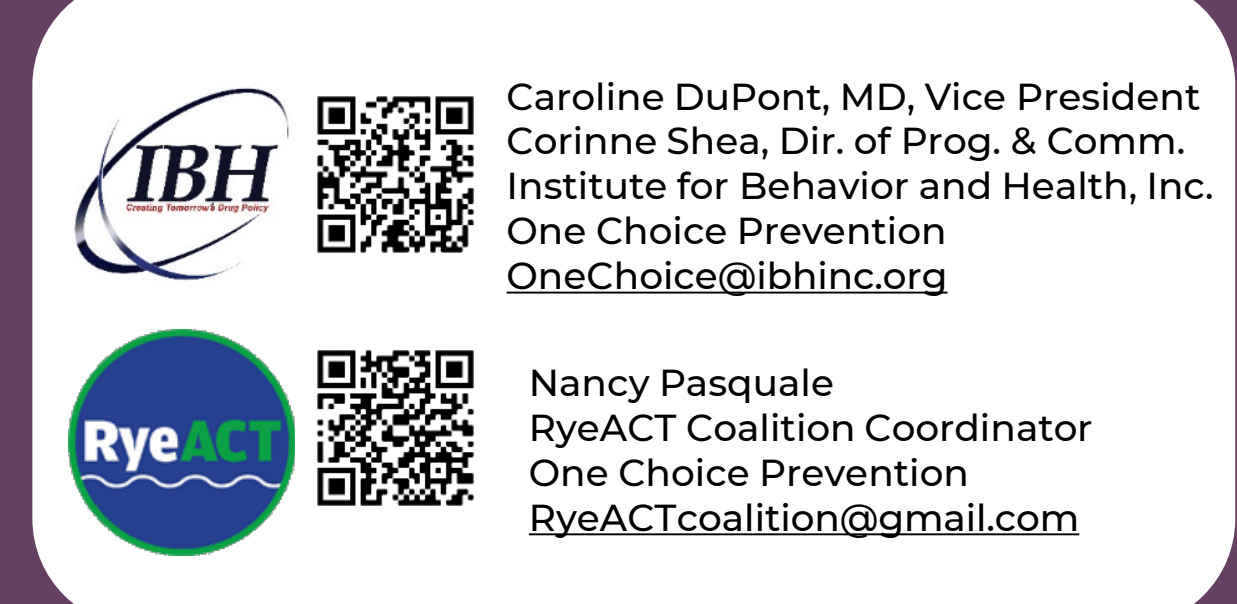 IBH
Creating Tomorrow's Drug Policy
Caroline DuPont, MD, Vice President
Corinne Shea, Dir. of Prog. & Comm.
Institute for Behavior and Health, Inc.
One Choice Prevention
OneChoice@ibhinc.org
RyeACT
Nancy Pasquale
RyeACT Coalition Coordinator
One Choice Prevention
RyeACTcoalition@gmail.com